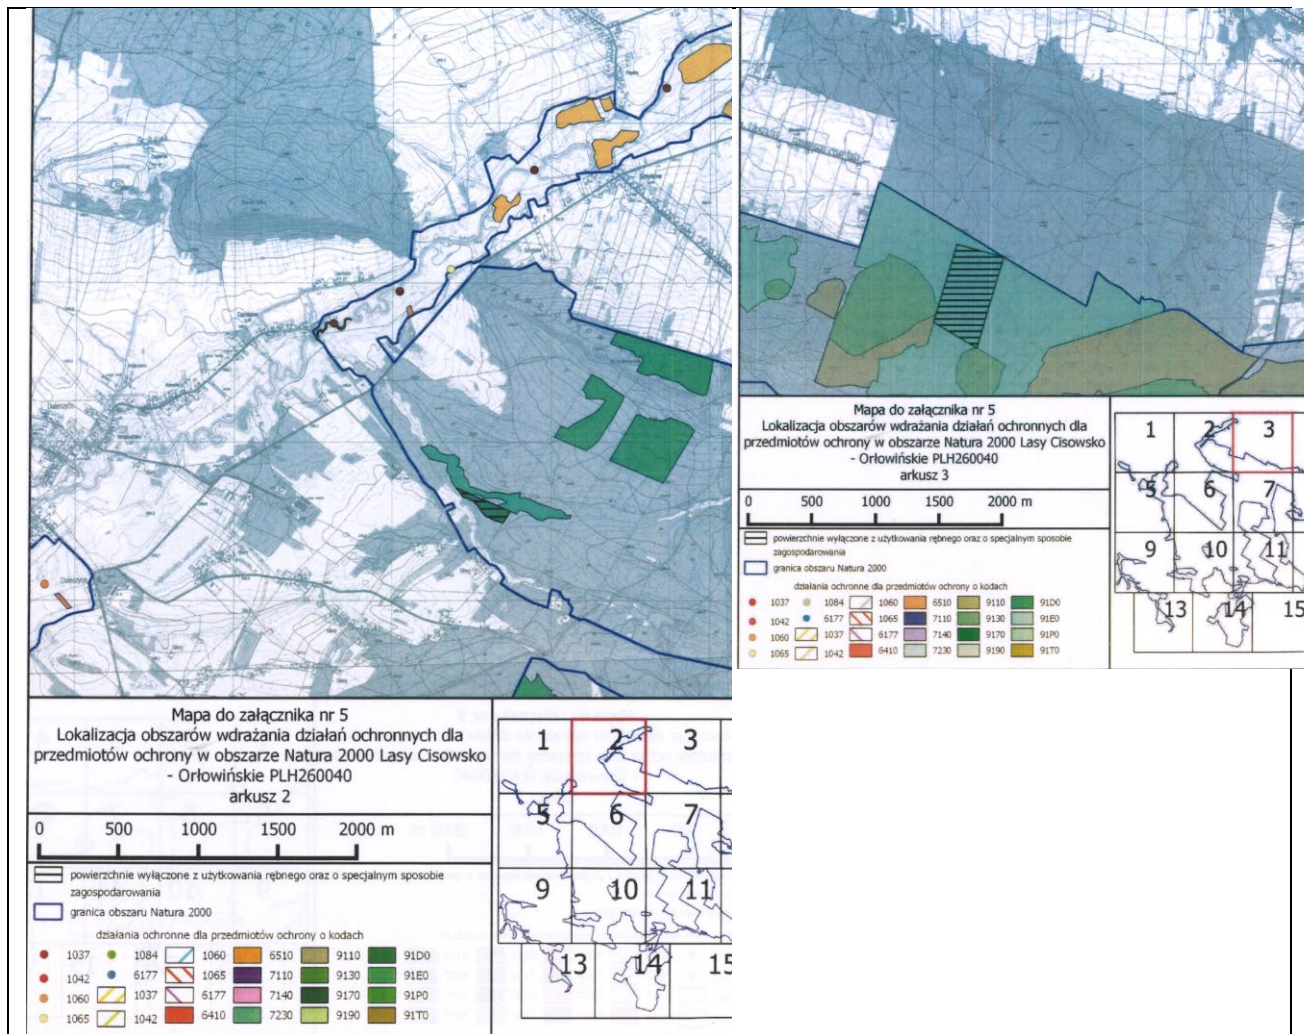 Mapa do załącznika nr 5
Lokalizacja obszarów wdrażania działań ochronnych dla
przedmiotów ochrony w obszarze Natura 2000 Lasy Cisowsko
- Orłowińskie PLH260040
arkusz 2
0 500 1000 1500 2000 m
powierzchnie wyłączone z użytkowania rębnego oraz o specjalnym sposobie
zagospodarowania
granica obszaru Natura 2000
działania ochronne dla przedmiotów ochrony o kodach
1037 1084 1060 6510 9110 91D0
1042 6177 1065 7110 9130 91E0
1060 1037 6177 7140 9170 91P0
1065 1042 6410 7230 9190 91T0
1 2 3
5 6 7
9 10 11
13 14 15
Mapa do załącznika nr 5
Lokalizacja obszarów wdrażania działań ochronnych dla
przedmiotów ochrony w obszarze Natura 2000 Lasy Cisowsko
- Orłowińskie PLH260040
arkusz 3
0 500 1000 1500 2000 m
powierzchnie wyłączone z użytkowania rębnego oraz o specjalnym sposobie
zagospodarowania
granica obszaru Natura 2000
działania ochronne dla przedmiotów ochrony o kodach
1037 1084 1060 6510 9110 91D0
1042 6177 1065 7110 9130 91E0
1060 1037 6177 7140 9170 91P0
1065 1042 6410 7230 9190 91T0
1 2 3
5 6 7
9 10 11
13 14 15